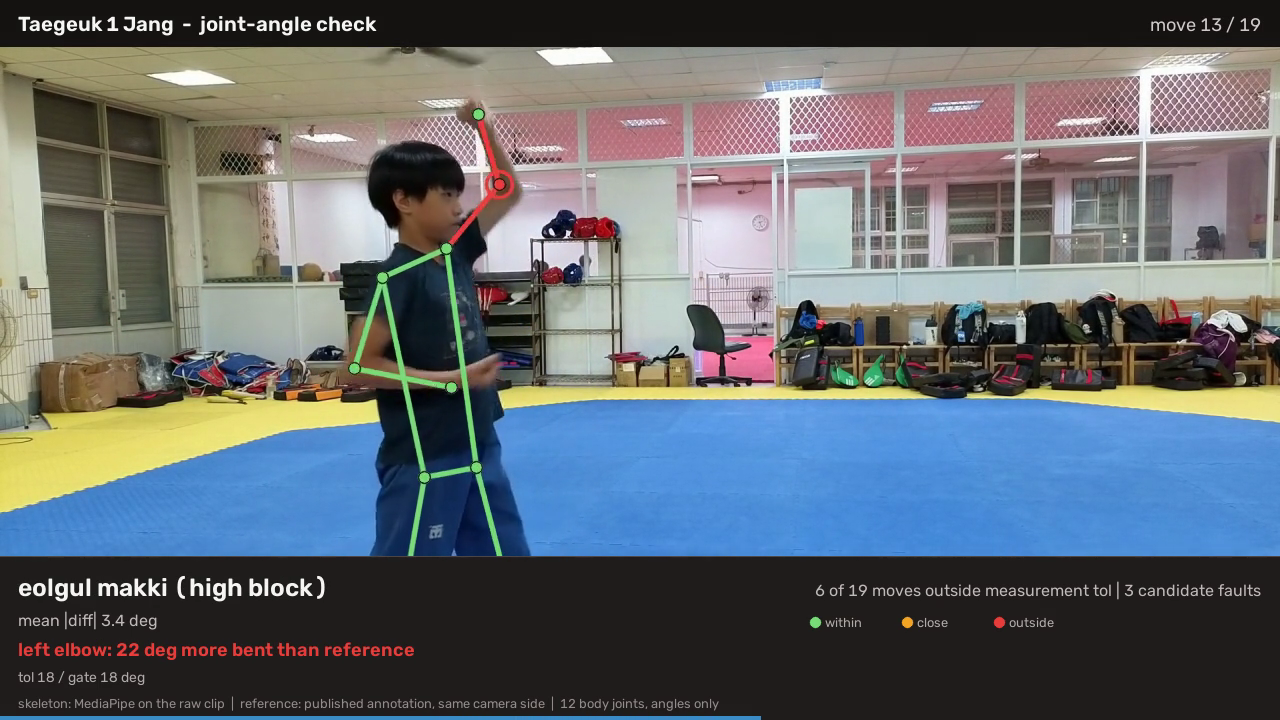 Taegeuk 1 Jang - joint-angle check
move 13 / 19
eolgul makki (high block)
6 of 19 moves outside measurement tol | 3 candidate faults
mean |diff| 3.4 deg
within close outside
left elbow: 22 deg more bent than reference
tol 18 / gate 18 deg
skeleton: MediaPipe on the raw clip | reference: published annotation, same camera side | 12 body joints, angles only